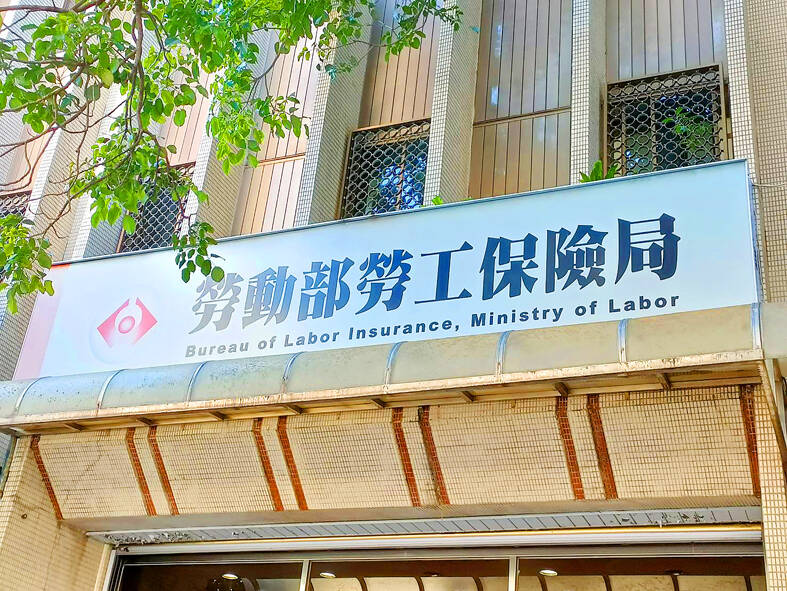 勞動部勞工保險局
Bureau of Labor Insurance, Ministry of Labor